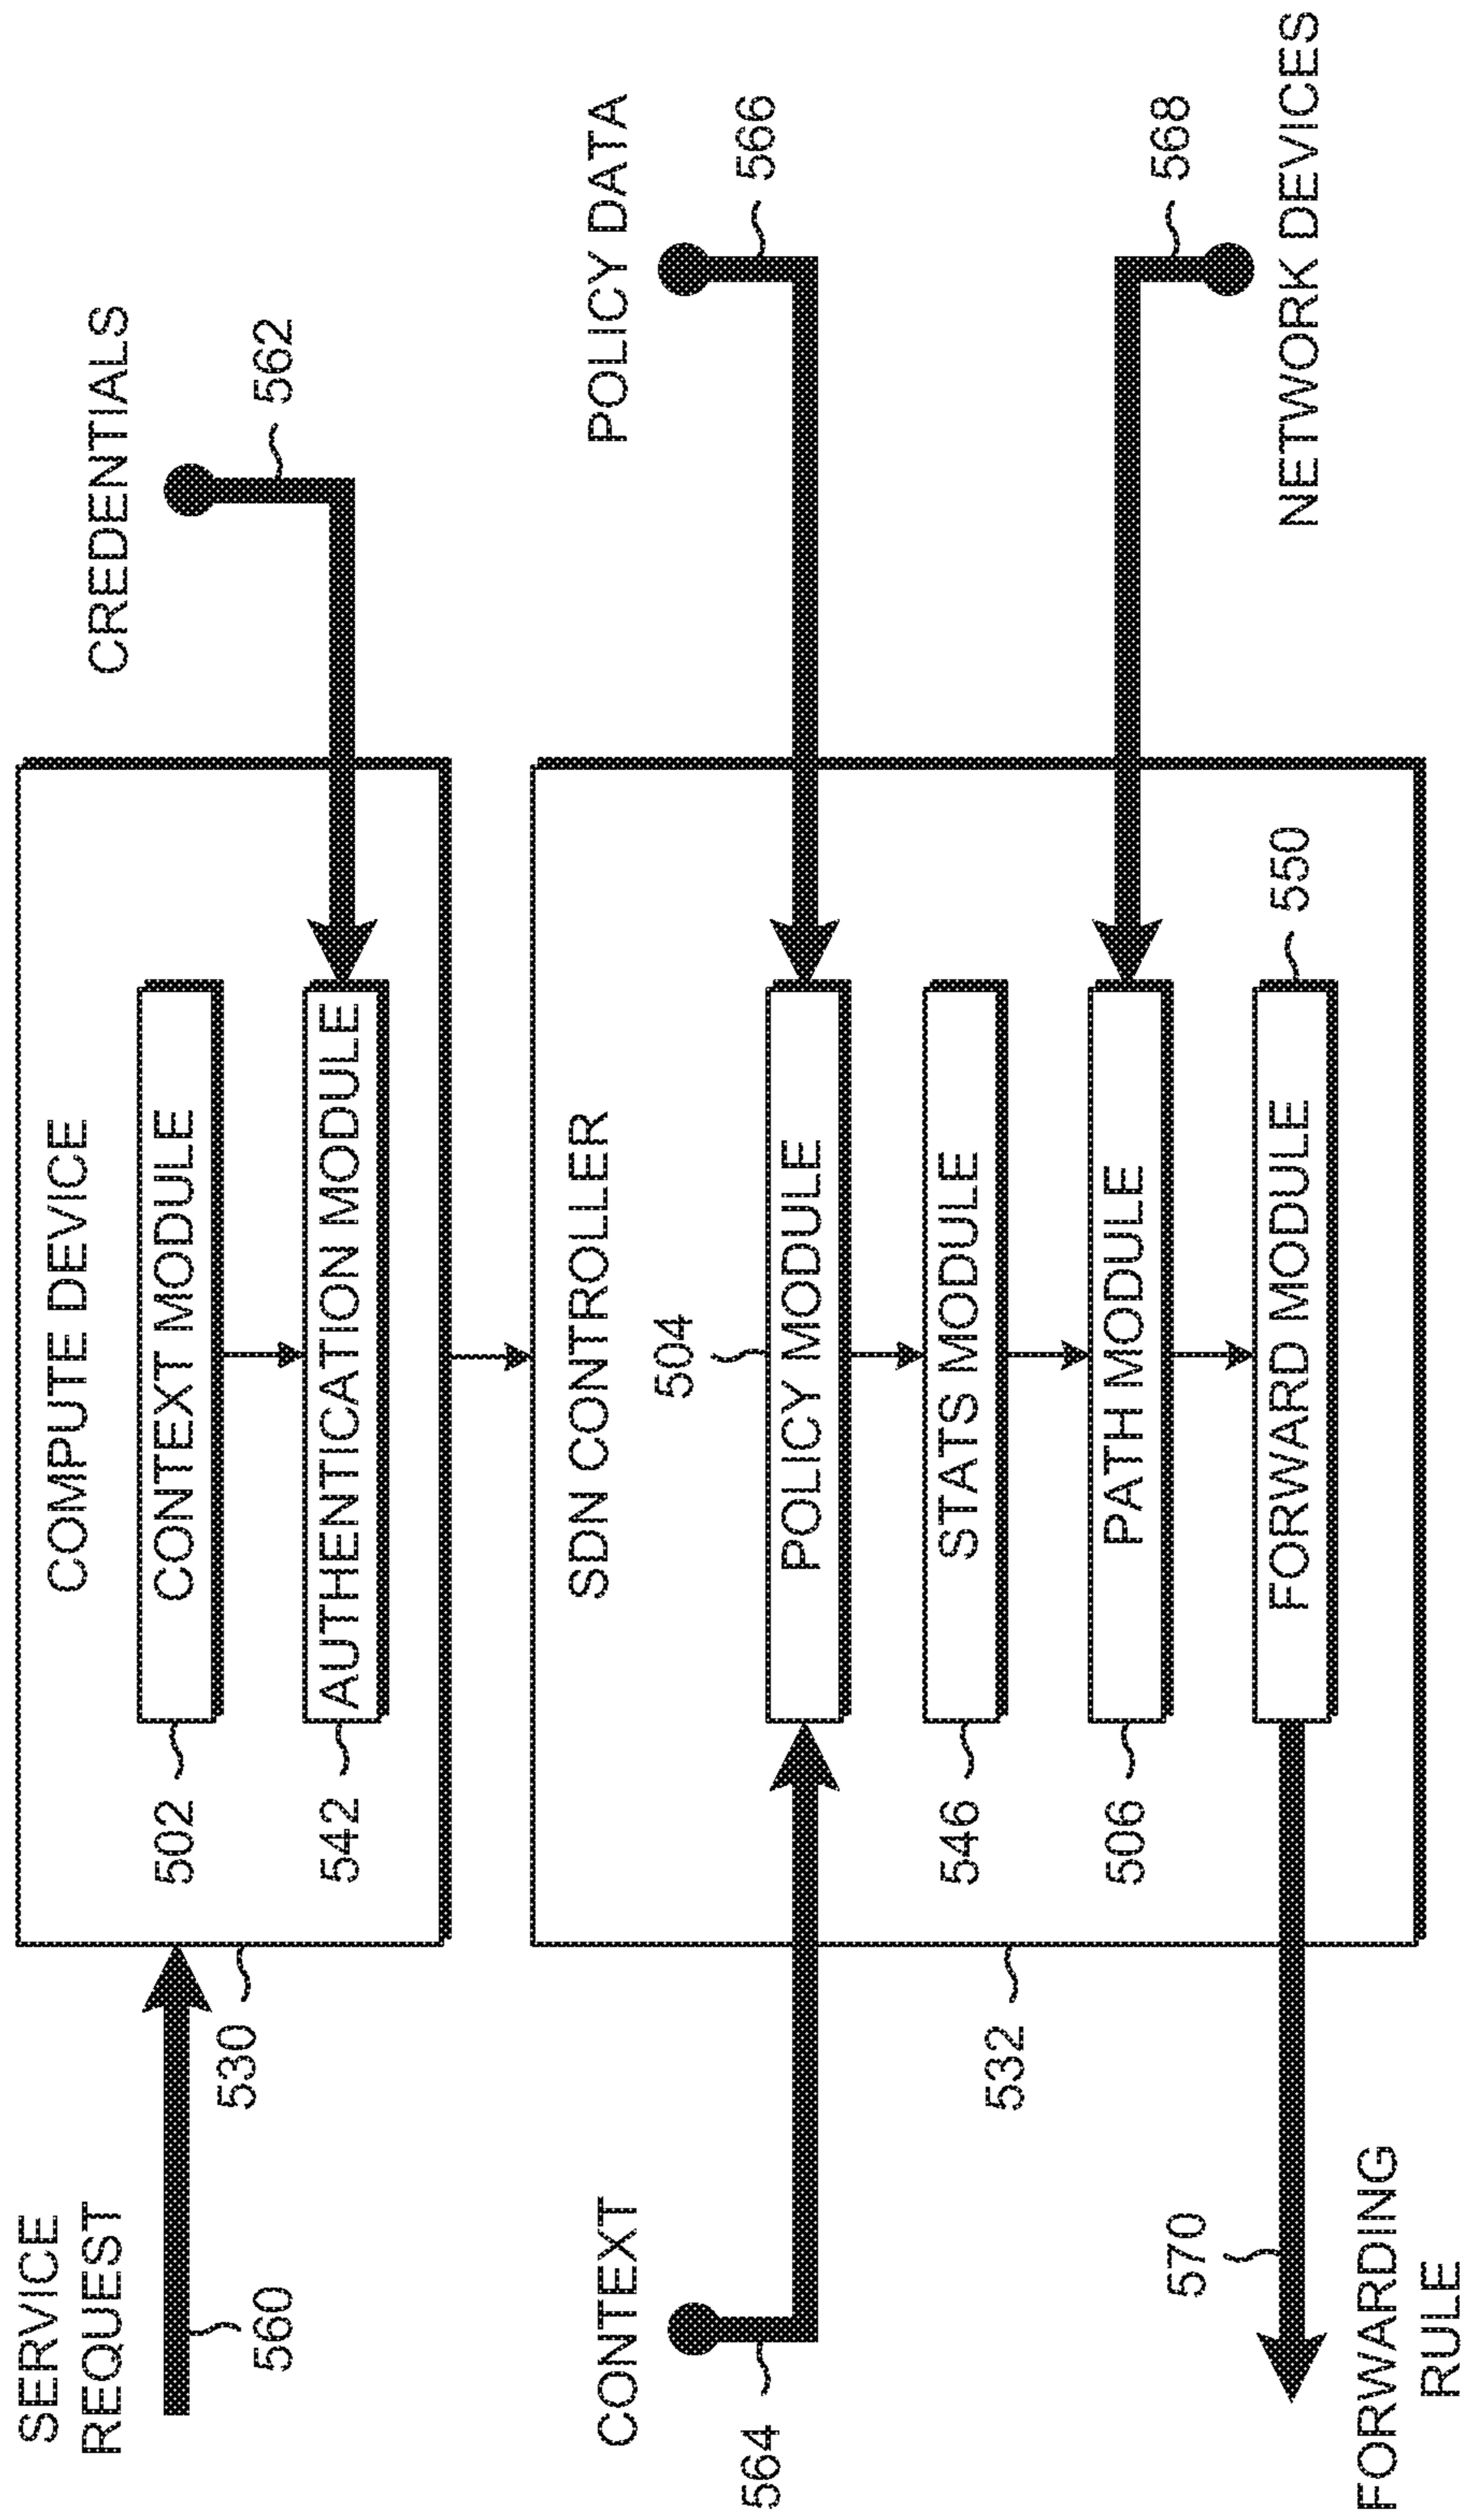 SERVICE
REQUEST
560
530
COMPUTE DEVICE
502
CONTEXT MODULE
542
AUTHENTICATION MODULE
CREDENTIALS
562
CONTEXT
564
532
SDN CONTROLLER
504
POLICY MODULE
546
STATS MODULE
506
PATH MODULE
FORWARD MODULE
550
POLICY DATA
566
568
NETWORK DEVICES
570
FORWARDING
RULE